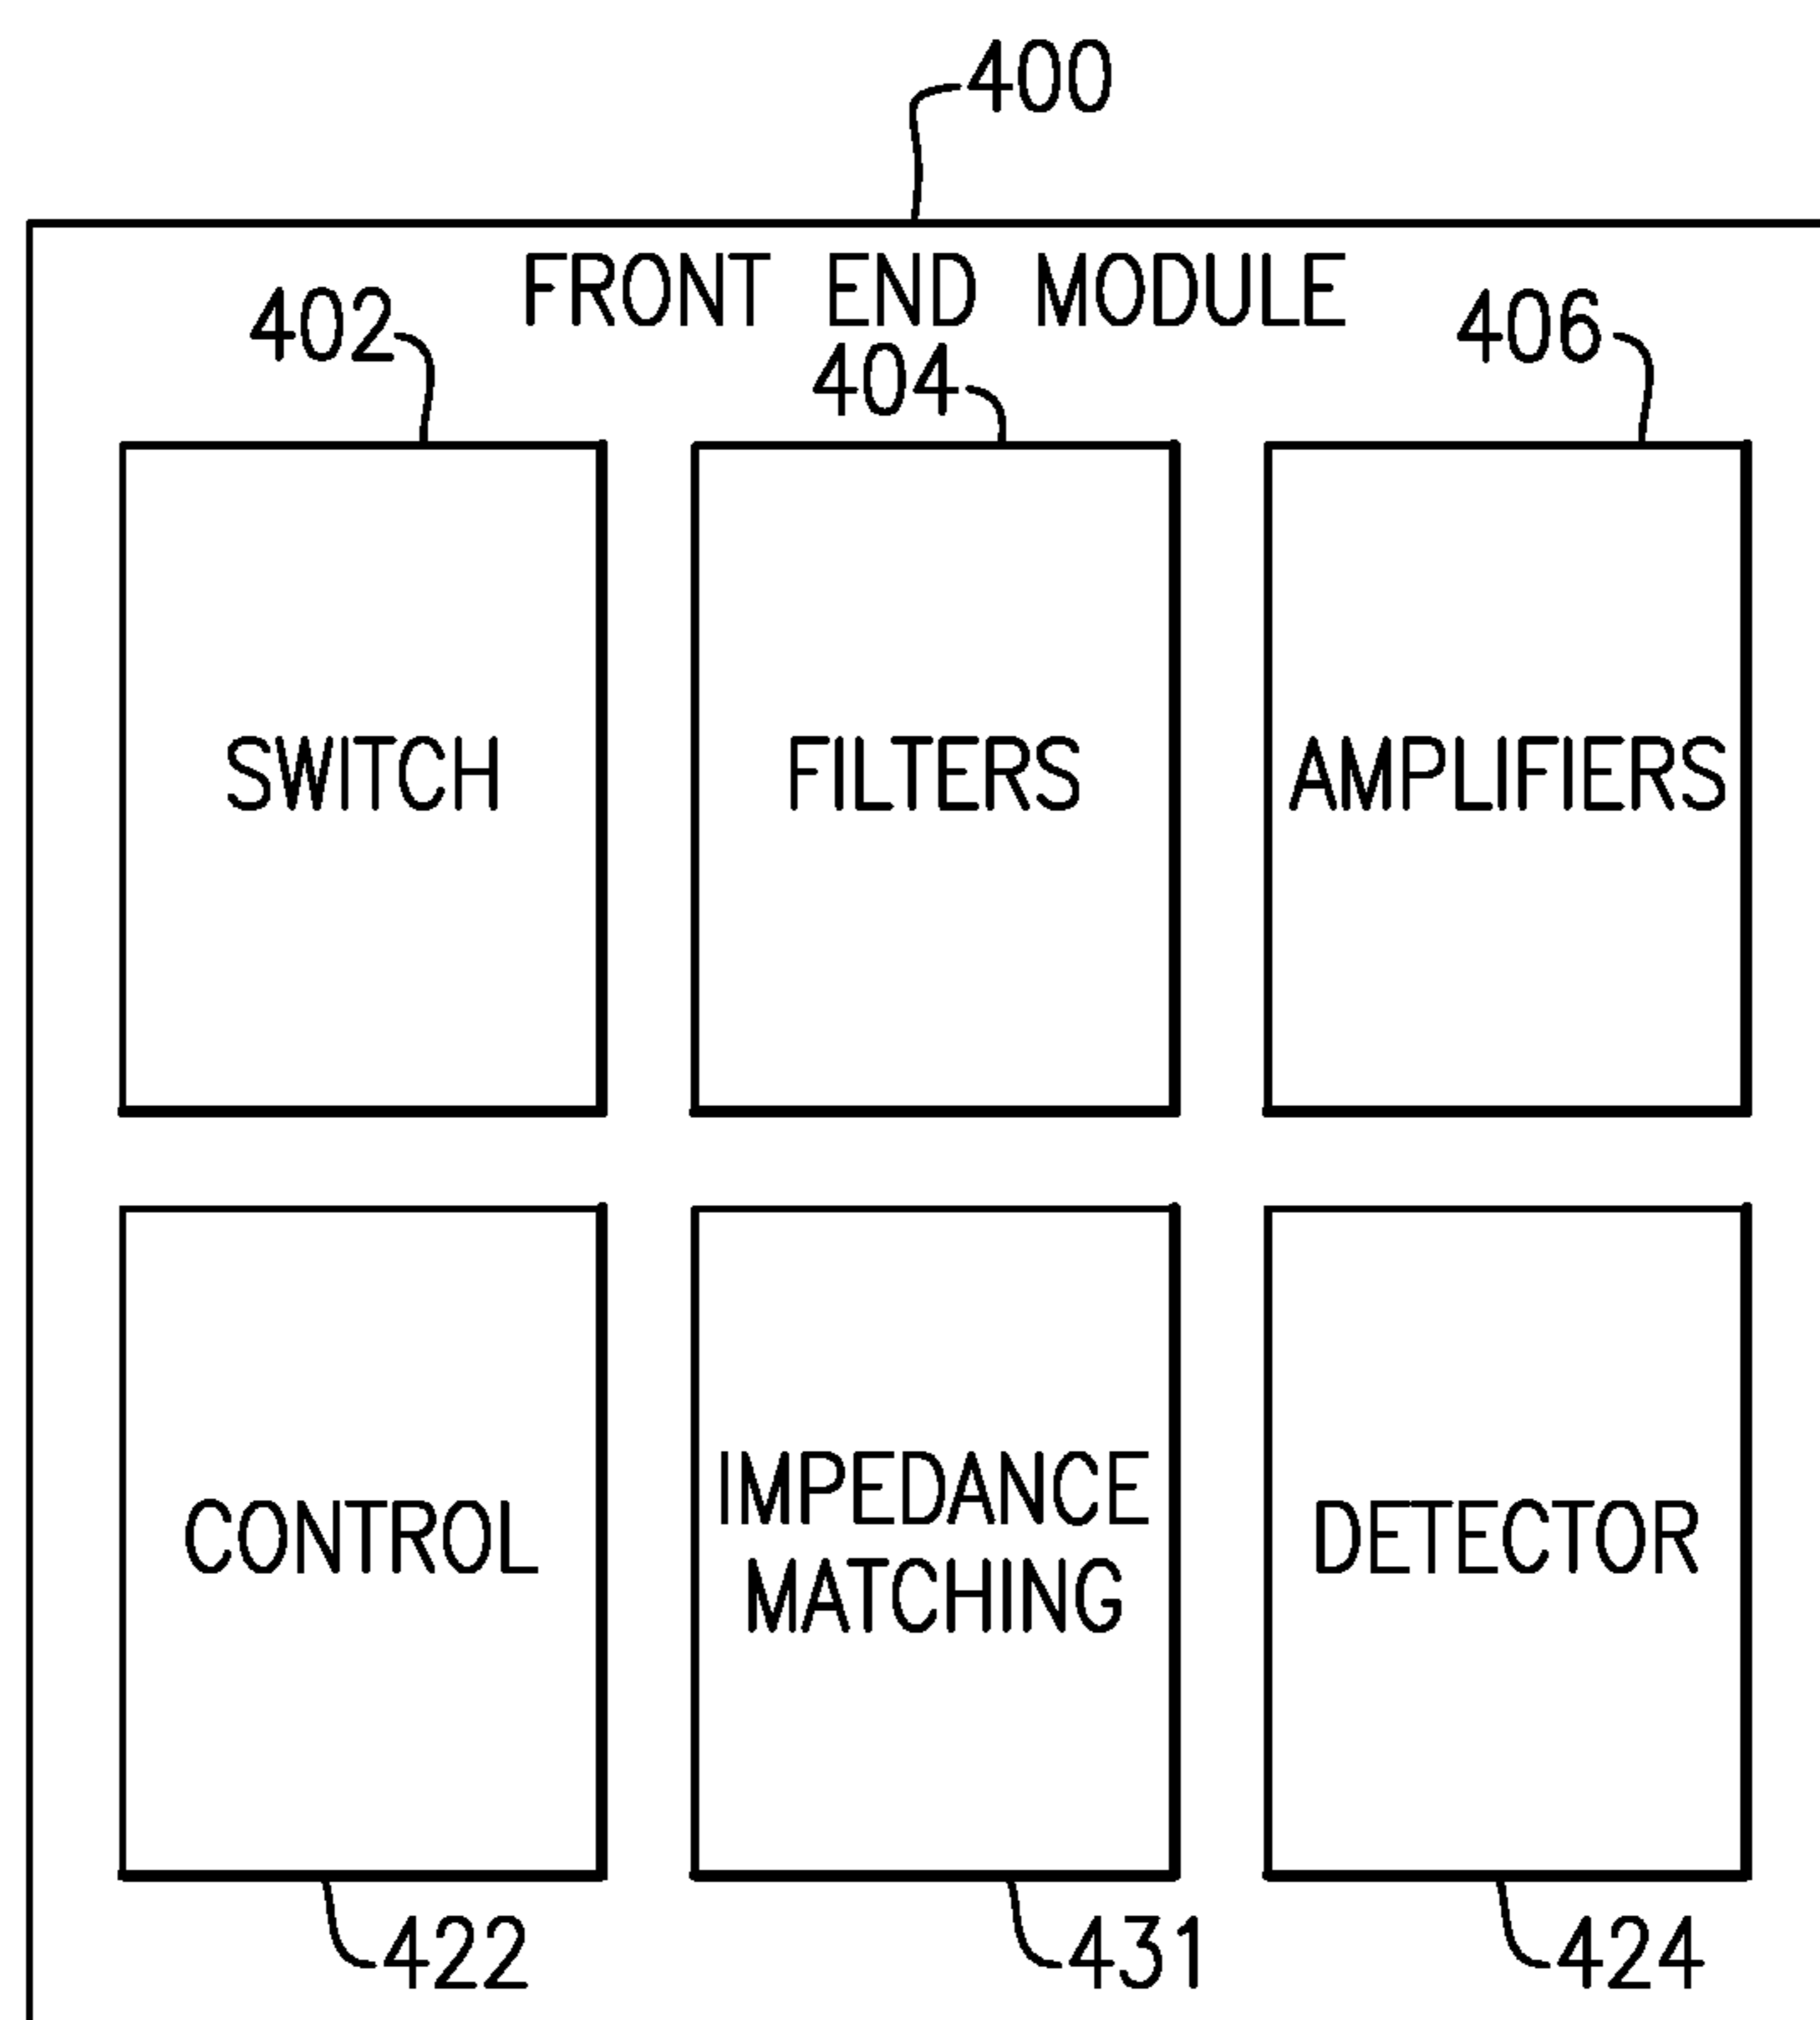 400
FRONT END MODULE
402
404
406
SWITCH
FILTERS
AMPLIFIERS
CONTROL
IMPEDANCE
MATCHING
DETECTOR
422
431
424